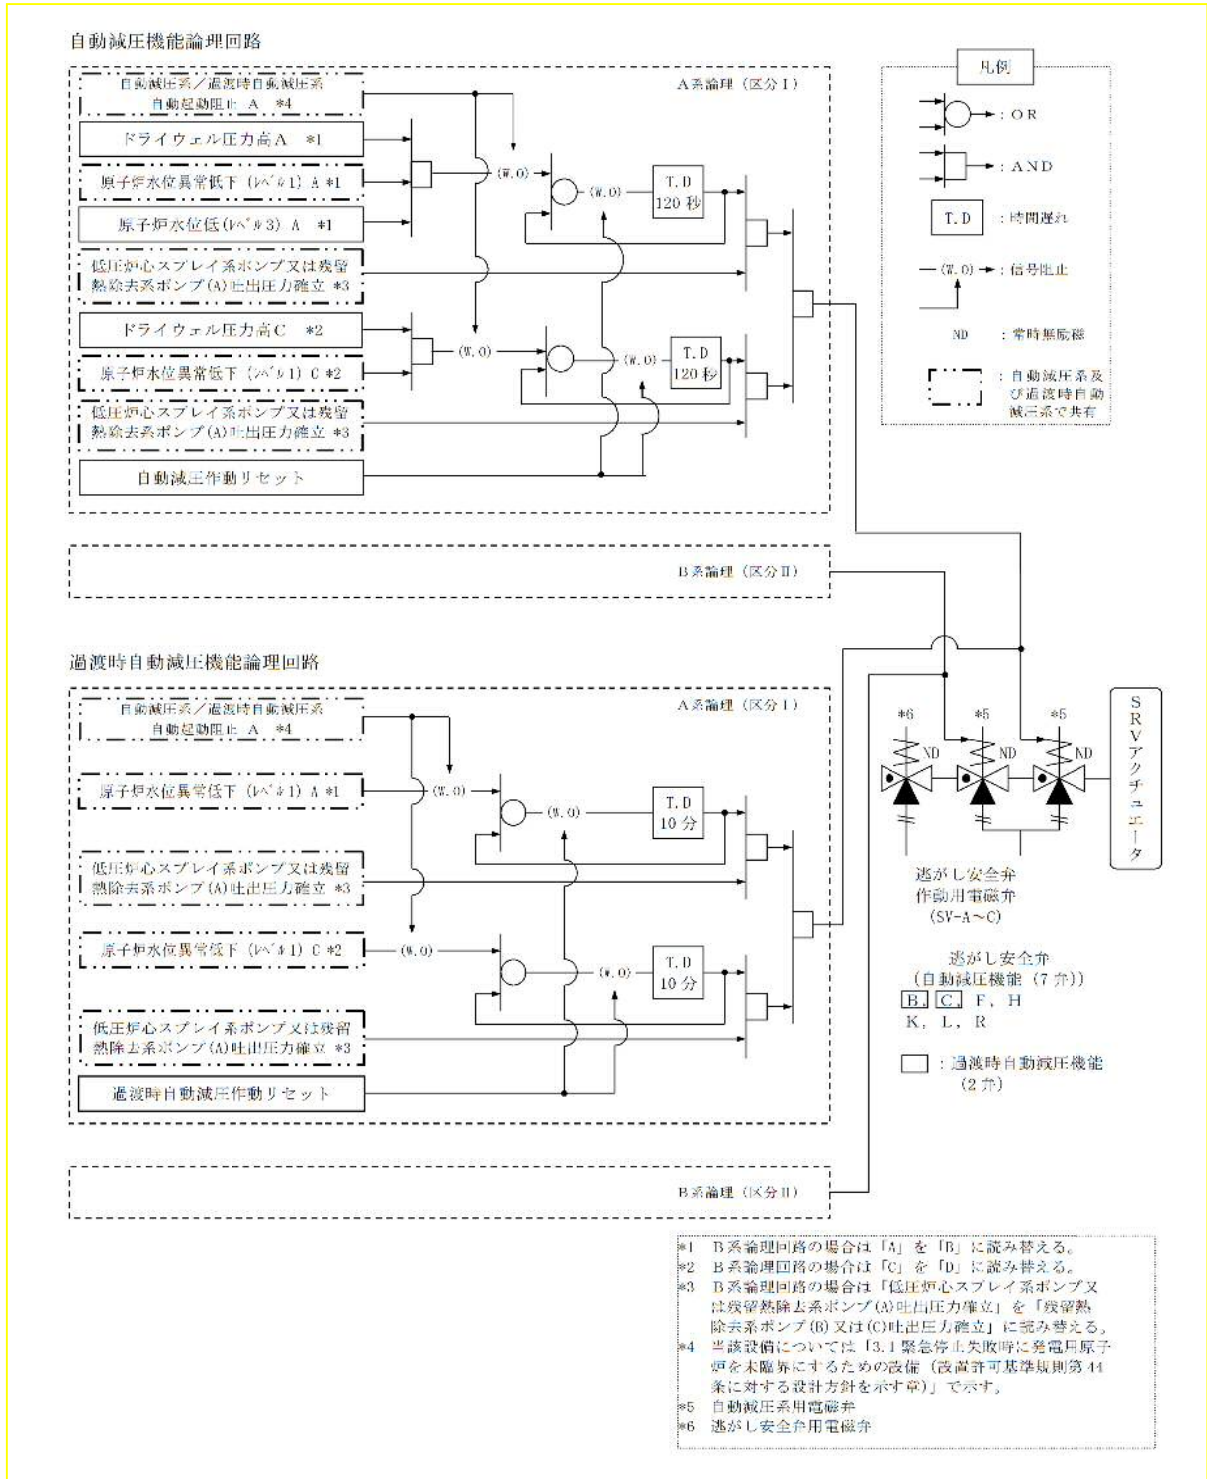 自動減圧機能論理回路
A系論理（区分Ⅰ）
自動減圧系／過渡時自動減圧系
自動起動阻止 A *4
ドライウェル圧力高A *1
原子炉水位異常低下（ﾚﾍﾞﾙ1）A *1
原子炉水位低（ﾚﾍﾞﾙ3）A *1
低圧炉心スプレイ系ポンプ又は残留
熱除去系ポンプ(A)吐出圧力確立 *3
ドライウェル圧力高C *2
原子炉水位異常低下（ﾚﾍﾞﾙ1）C *2
低圧炉心スプレイ系ポンプ又は残留
熱除去系ポンプ(A)吐出圧力確立 *3
自動減圧作動リセット
(W.O)
(W.O)
T.D
120秒
(W.O)
(W.O)
T.D
120秒
B系論理（区分Ⅱ）
凡例
：OR
：AND
T.D ：時間遅れ
(W.O) ：信号阻止
ND ：常時無励磁
：自動減圧系及
び過渡時自動
減圧系で共有
過渡時自動減圧機能論理回路
A系論理（区分Ⅰ）
自動減圧系／過渡時自動減圧系
自動起動阻止 A *4
原子炉水位異常低下（ﾚﾍﾞﾙ1）A *1
低圧炉心スプレイ系ポンプ又は残留
熱除去系ポンプ(A)吐出圧力確立 *3
原子炉水位異常低下（ﾚﾍﾞﾙ1）C *2
低圧炉心スプレイ系ポンプ又は残留
熱除去系ポンプ(A)吐出圧力確立 *3
過渡時自動減圧作動リセット
(W.O)
(W.O)
T.D
10分
(W.O)
(W.O)
T.D
10分
B系論理（区分Ⅱ）
*6 *5 *5
ND ND ND
SRVアクチュエータ
逃がし安全弁
作動用電磁弁
(SV-A～C)
逃がし安全弁
（自動減圧機能（7弁））
B, C, F, H
K, L, R
：過渡時自動減圧機能
（2弁）
*1 B系論理回路の場合は「A」を「B」に読み替える。
*2 B系論理回路の場合は「C」を「D」に読み替える。
*3 B系論理回路の場合は「低圧炉心スプレイ系ポンプ又
は残留熱除去系ポンプ(A)吐出圧力確立」を「残留熱
除去系ポンプ(B)又は(C)吐出圧力確立」に読み替える。
*4 当該設備については「3.1緊急停止失敗時に発電用原子
炉を未臨界にするための設備（設置許可基準規則第44
条に対する設計方針を示す章）」で示す。
*5 自動減圧系用電磁弁
*6 逃がし安全弁用電磁弁